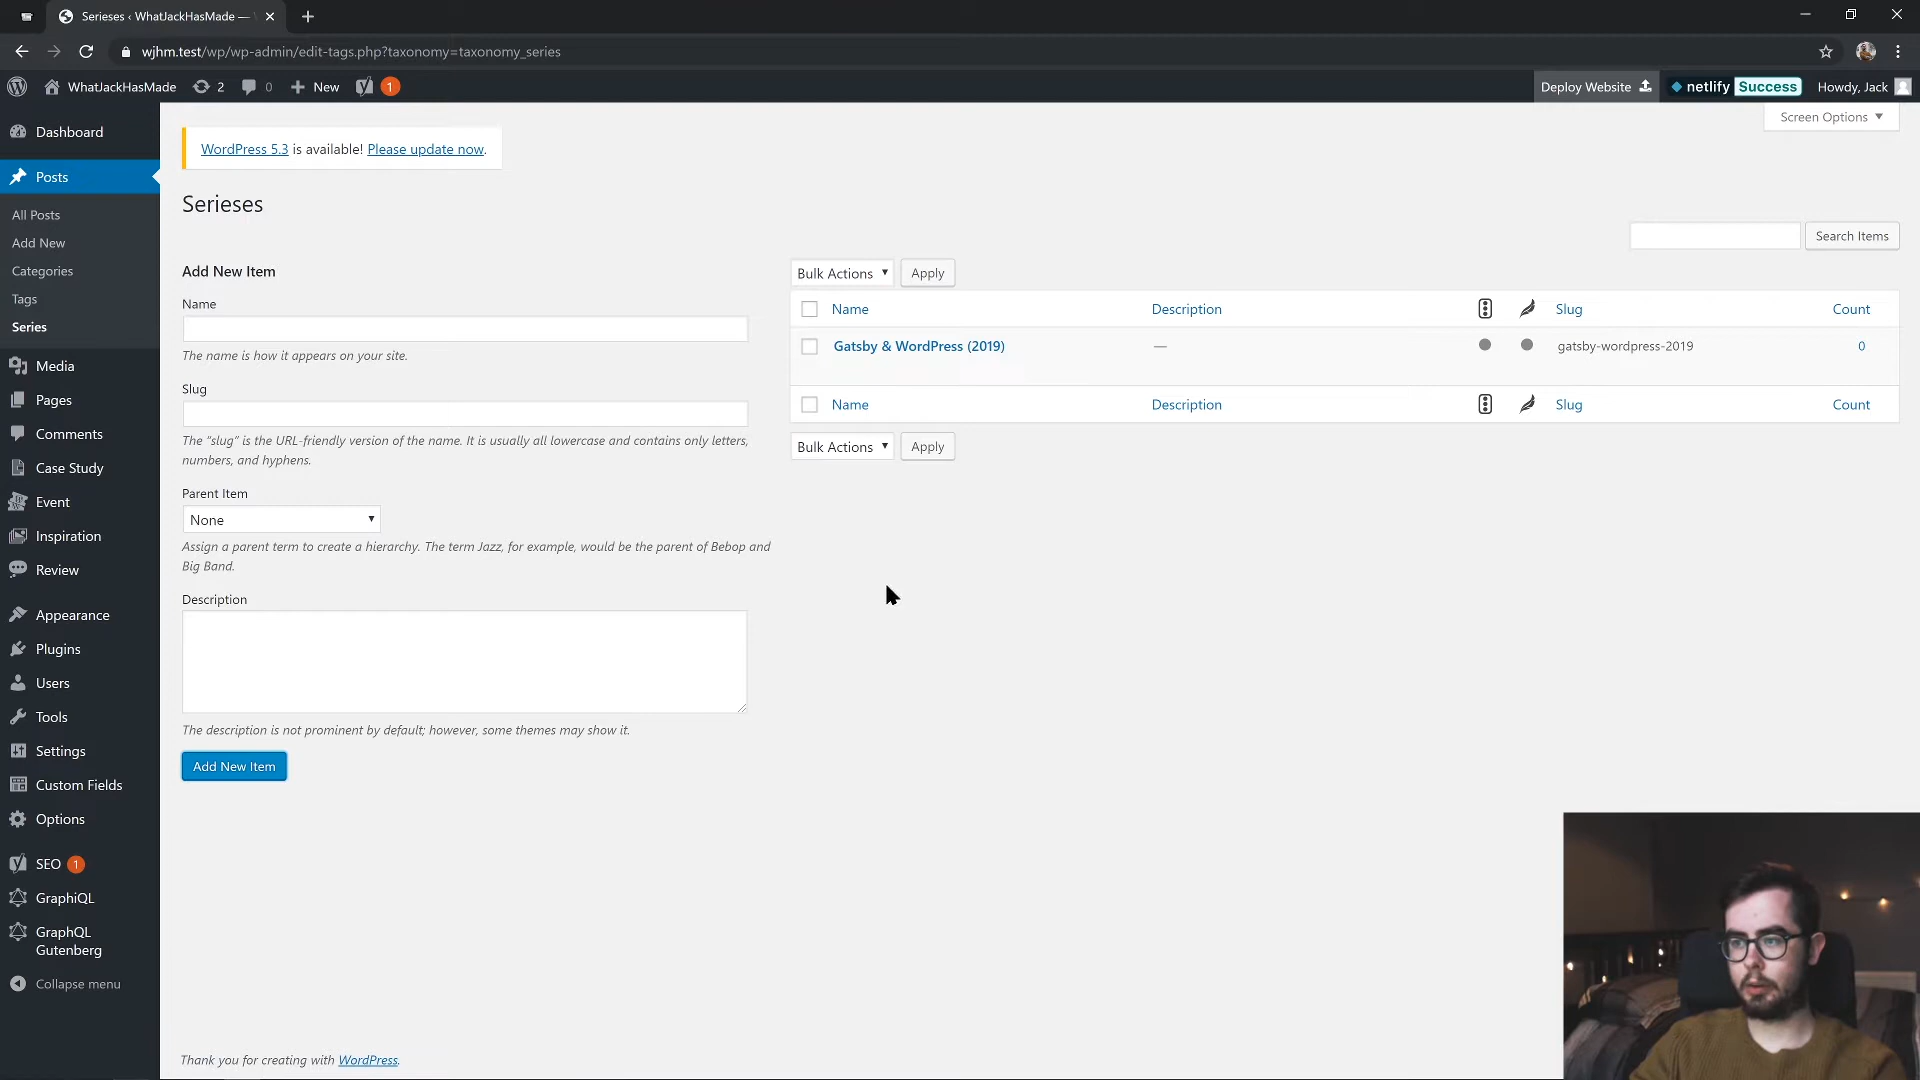 Serieses ‹ WhatJackHasMade —
wjhm.test/wp/wp-admin/edit-tags.php?taxonomy=taxonomy_series
WhatJackHasMade 2 0 New 1 Deploy Website netlify Success Howdy, Jack
Screen Options
Dashboard
Posts
All Posts
Add New
Categories
Tags
Series
Media
Pages
Comments
Case Study
Event
Inspiration
Review
Appearance
Plugins
Users
Tools
Settings
Custom Fields
Options
SEO 1
GraphiQL
GraphQL
Gutenberg
Collapse menu
WordPress 5.3 is available! Please update now.
Serieses
Search Items
Add New Item
Name
The name is how it appears on your site.
Slug
The “slug” is the URL-friendly version of the name. It is usually all lowercase and contains only letters,
numbers, and hyphens.
Parent Item
None
Assign a parent term to create a hierarchy. The term Jazz, for example, would be the parent of Bebop and
Big Band.
Description
The description is not prominent by default; however, some themes may show it.
Add New Item
Bulk Actions Apply
Name Description Slug Count
Gatsby & WordPress (2019) — gatsby-wordpress-2019 0
Name Description Slug Count
Bulk Actions Apply
Thank you for creating with WordPress.